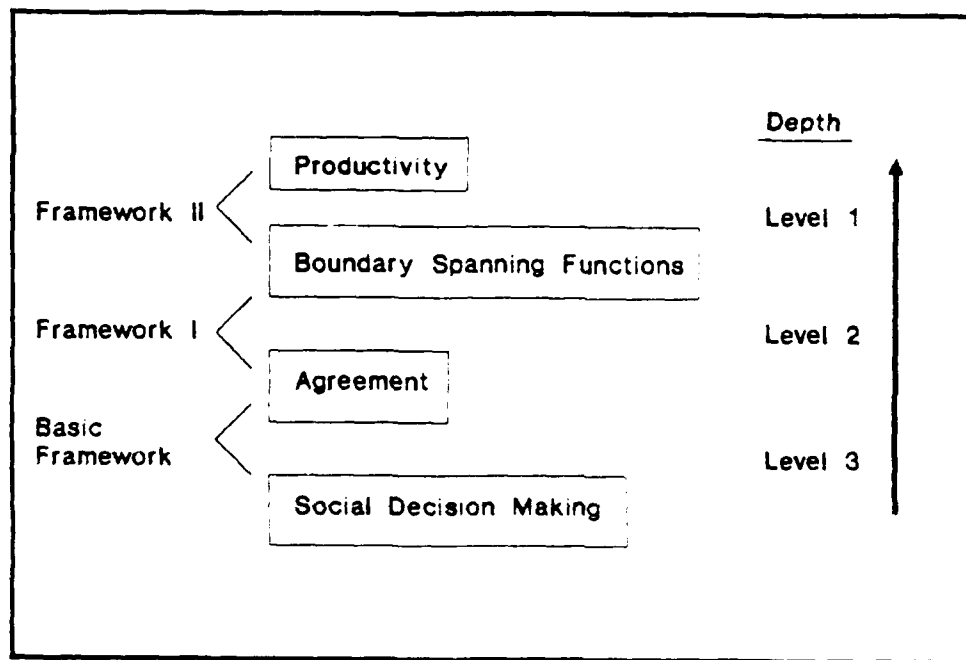 Depth
Productivity
Framework II
Level 1
Boundary Spanning Functions
Framework I
Level 2
Agreement
Basic
Framework
Level 3
Social Decision Making